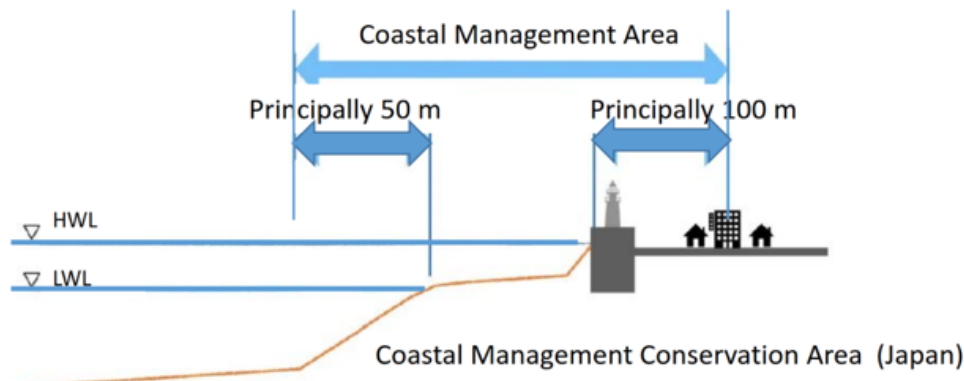 Coastal Management Area
Principally 50 m
Principally 100 m
HWL
LWL
Coastal Management Conservation Area (Japan)